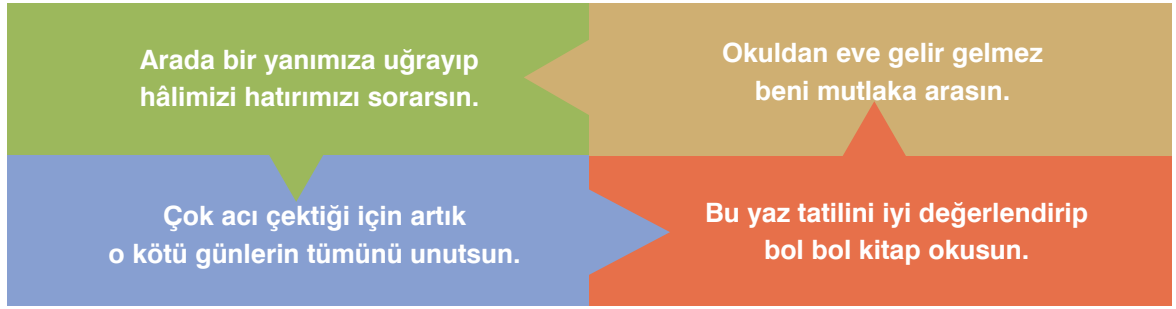 Arada bir yanımıza uğrayıp
hâlimizi hatırımızı sorarsın.
Okuldan eve gelir gelmez
beni mutlaka arasın.
Çok acı çektiği için artık
o kötü günlerin tümünü unutsun.
Bu yaz tatilini iyi değerlendirip
bol bol kitap okusun.